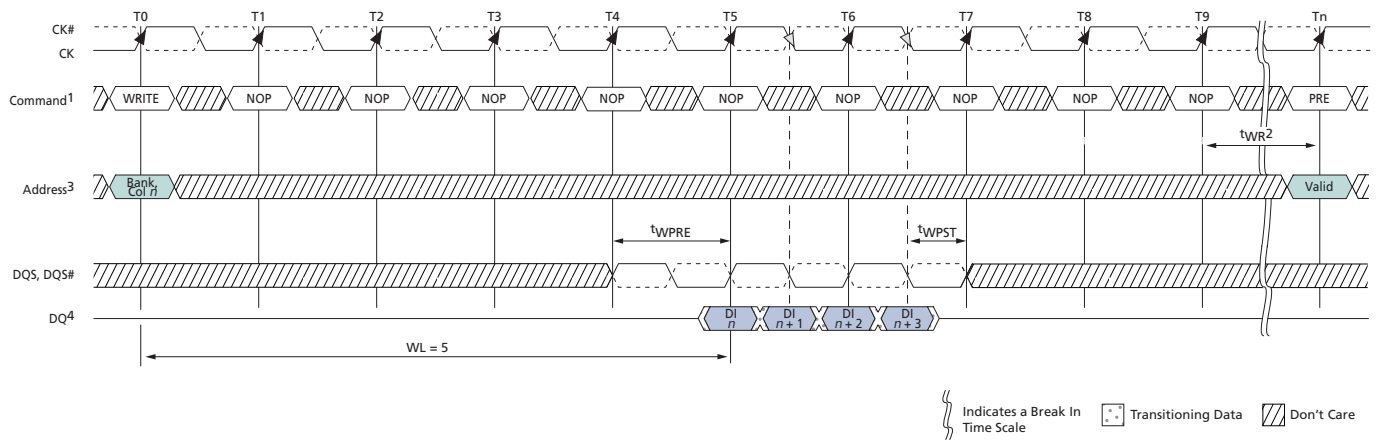 T0 T1 T2 T3 T4 T5 T6 T7 T8 T9 Tn
CK#
CK
Command1 WRITE NOP NOP NOP NOP NOP NOP NOP NOP NOP PRE
tWR2
Address3 Bank, Col n Valid
tWPRE tWPST
DQS, DQS#
DQ4 DI n DI n + 1 DI n + 2 DI n + 3
WL = 5
Indicates a Break In
Time Scale
Transitioning Data
Don't Care